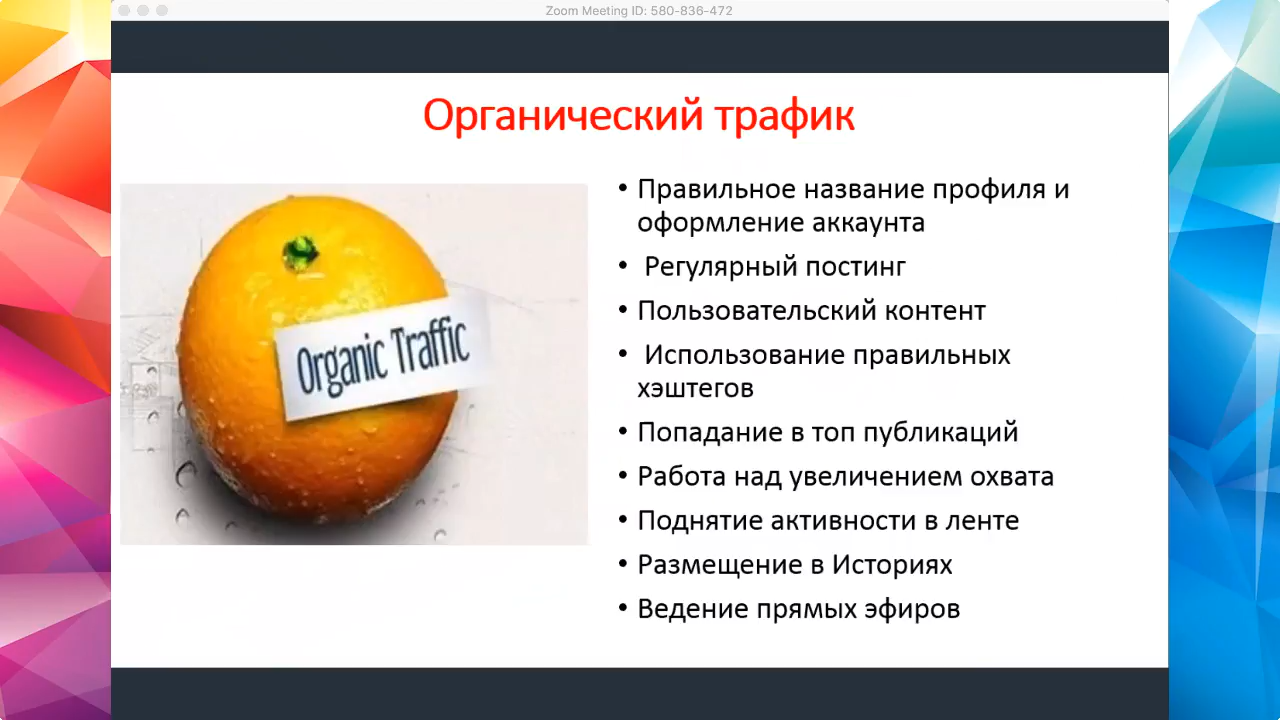 Zoom Meeting ID: 580-836-472
Органический трафик
Organic Traffic
• Правильное название профиля и
оформление аккаунта
• Регулярный постинг
• Пользовательский контент
• Использование правильных
хэштегов
• Попадание в топ публикаций
• Работа над увеличением охвата
• Поднятие активности в ленте
• Размещение в Историях
• Ведение прямых эфиров